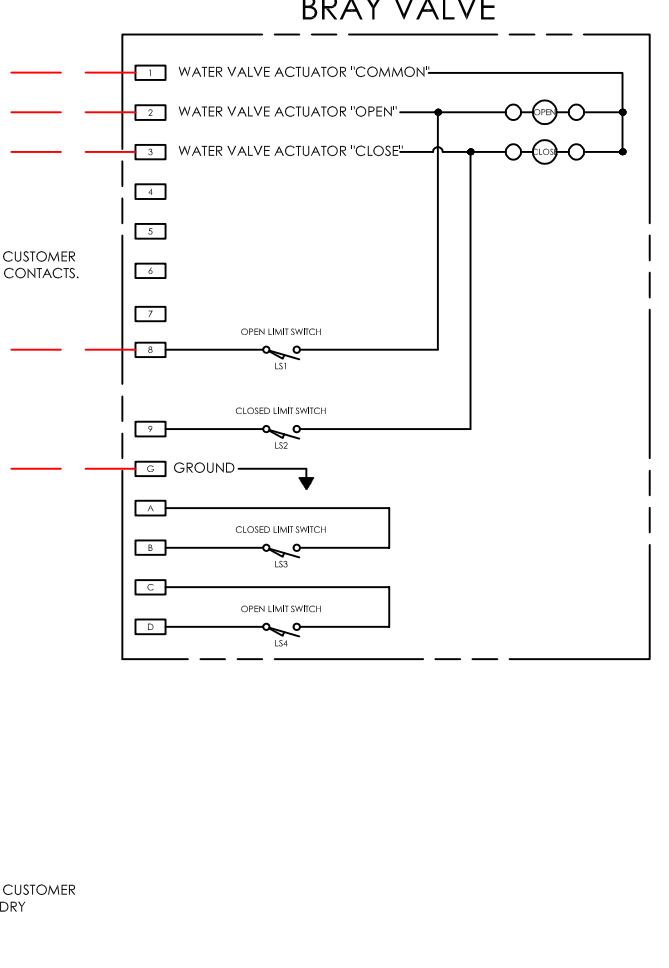 BRAY VALVE
1 WATER VALVE ACTUATOR "COMMON"
2 WATER VALVE ACTUATOR "OPEN" OPEN
3 WATER VALVE ACTUATOR "CLOSE" CLOSE
4
5
CUSTOMER
CONTACTS.
6
7
OPEN LIMIT SWITCH
8
LS1
CLOSED LIMIT SWITCH
9
LS2
G GROUND
A
CLOSED LIMIT SWITCH
B
LS3
C
OPEN LIMIT SWITCH
D
LS4
CUSTOMER
DRY